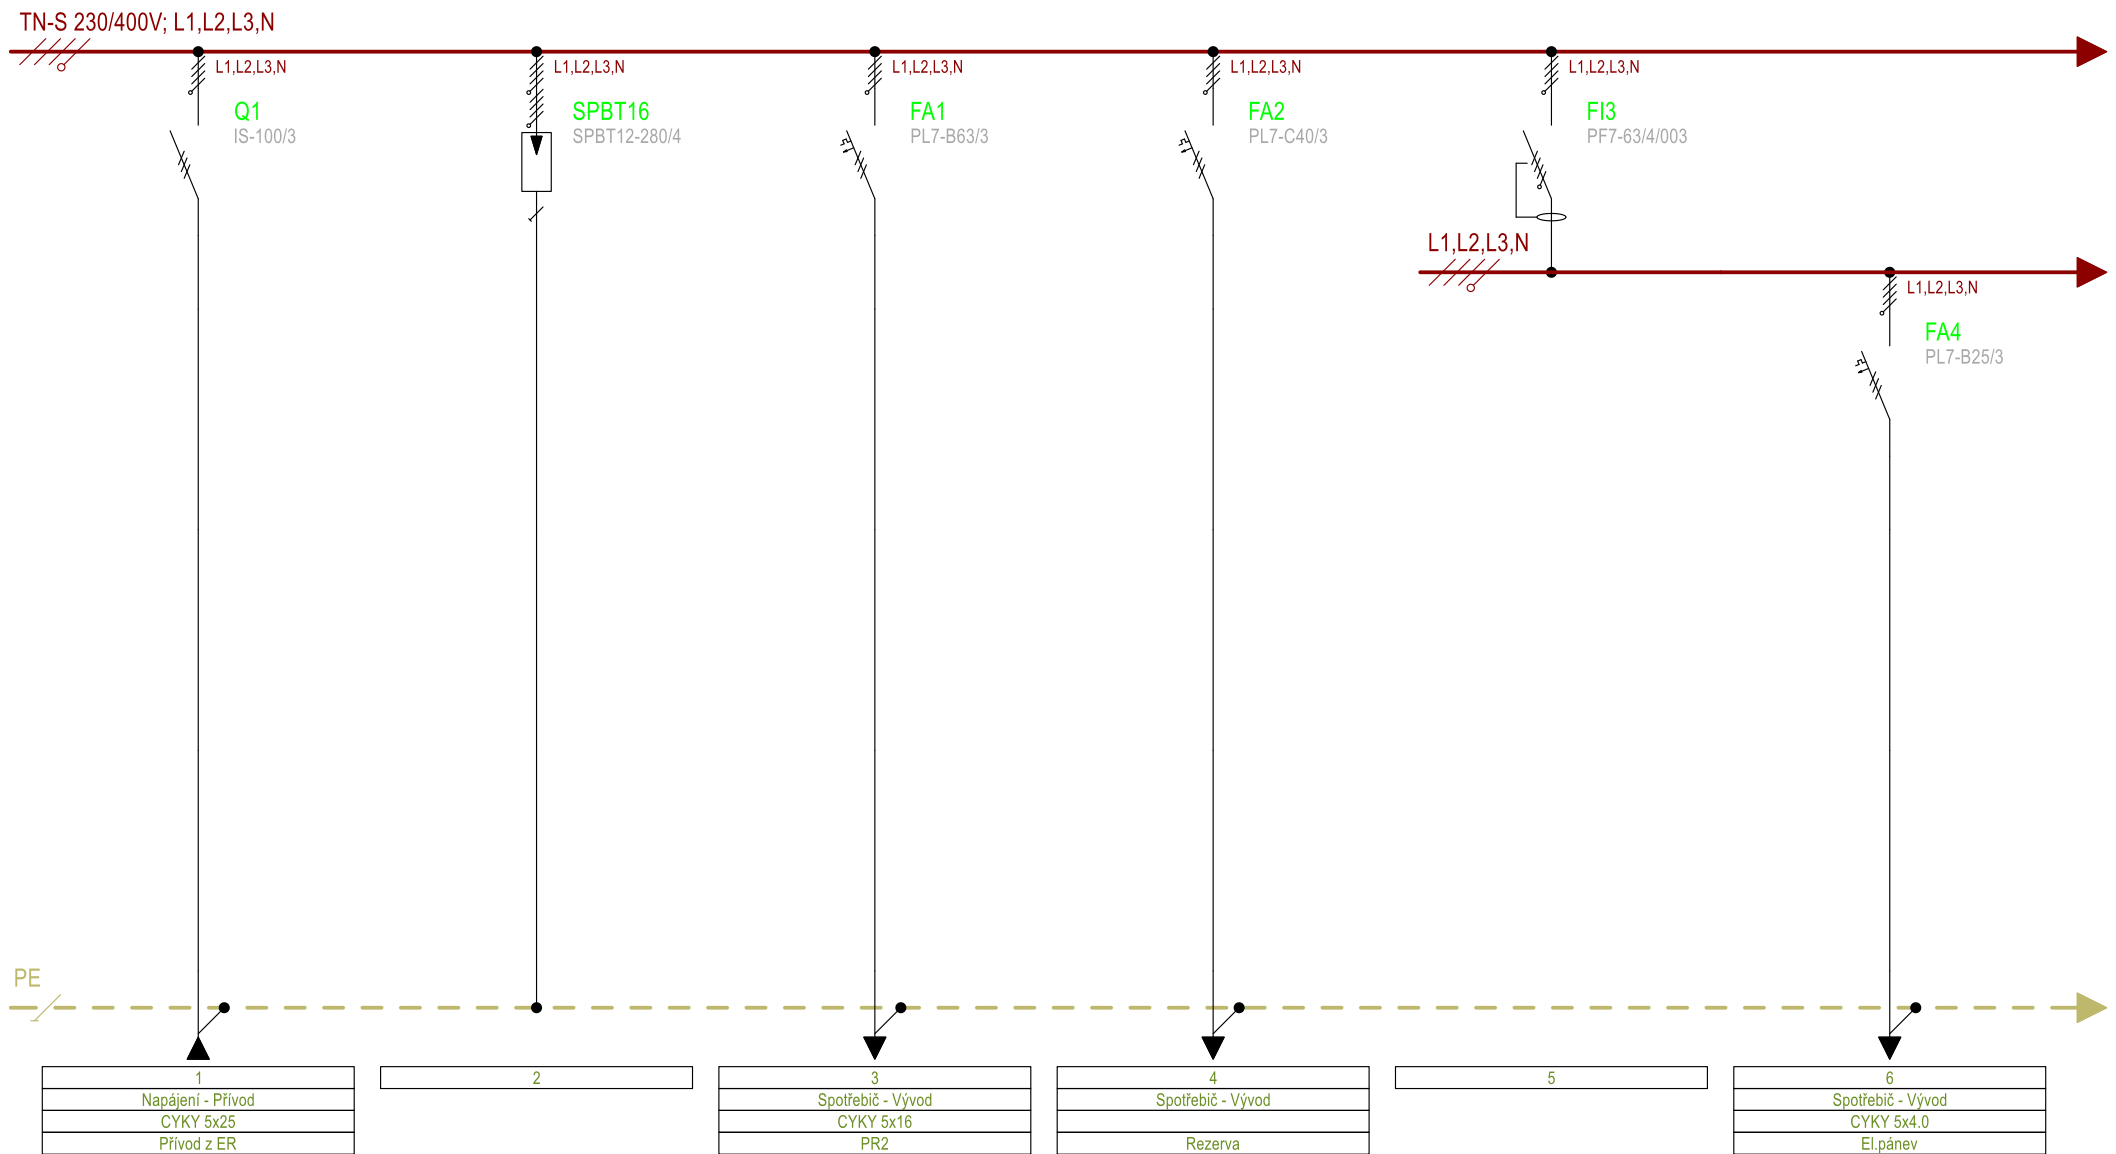 TN-S 230/400V; L1,L2,L3,N
L1,L2,L3,N
L1,L2,L3,N
L1,L2,L3,N
L1,L2,L3,N
L1,L2,L3,N
Q1
IS-100/3
SPBT16
SPBT12-280/4
FA1
PL7-B63/3
FA2
PL7-C40/3
FI3
PF7-63/4/003
L1,L2,L3,N
L1,L2,L3,N
FA4
PL7-B25/3
PE
1
Napájení - Přívod
CYKY 5x25
Přívod z ER
2
3
Spotřebič - Vývod
CYKY 5x16
PR2
4
Spotřebič - Vývod
Rezerva
5
6
Spotřebič - Vývod
CYKY 5x4.0
El.pánev